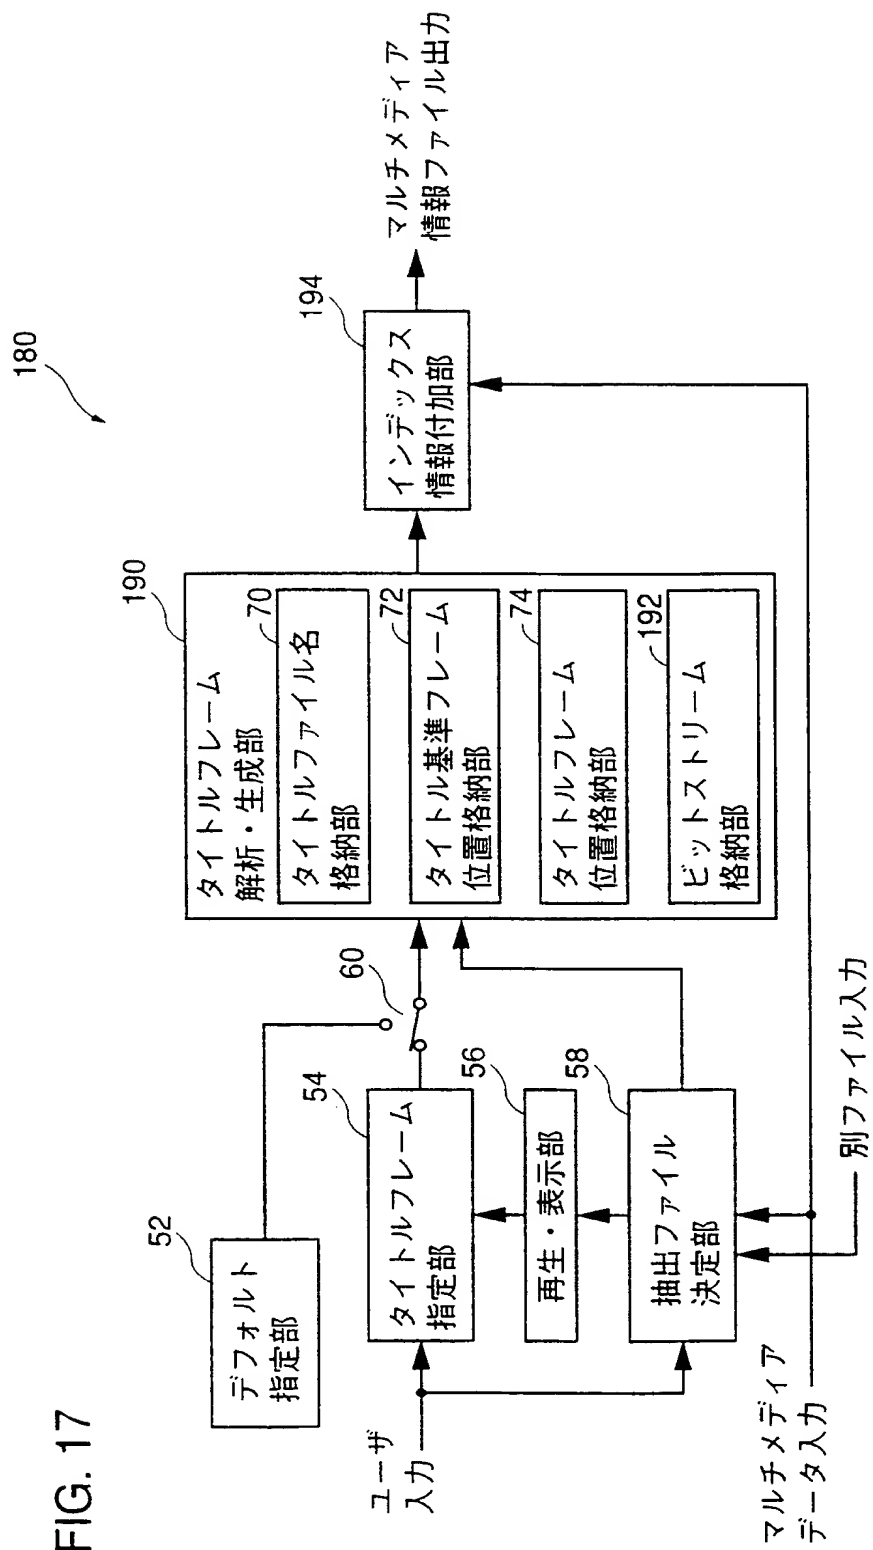 FIG. 17
180
デフォルト
指定部
52
ユーザ
入力
タイトルフレーム
指定部
54
60
再生・表示部
56
抽出ファイル
決定部
58
マルチメディア
データ入力
別ファイル入力
タイトルフレーム
解析・生成部
190
タイトルファイル名
格納部
70
タイトル基準フレーム
位置格納部
72
タイトルフレーム
位置格納部
74
ビットストリーム
格納部
192
インデックス
情報付加部
194
マルチメディア
情報ファイル出力